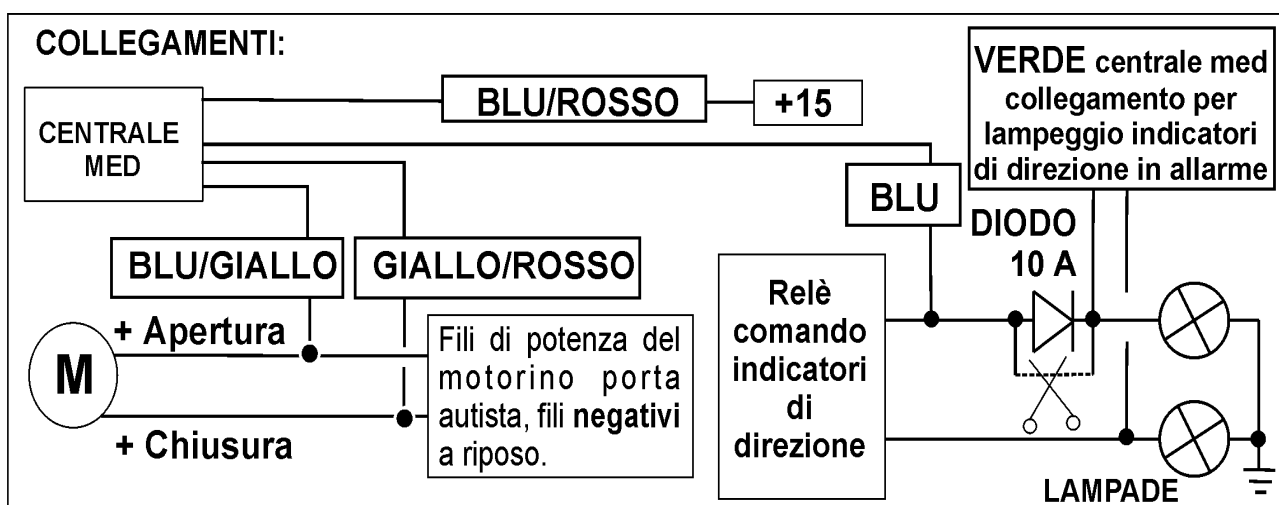 COLLEGAMENTI:
CENTRALE
MED
BLU/ROSSO
+15
VERDE centrale med
collegamento per
lampeggio indicatori
di direzione in allarme
BLU
DIODO
10 A
BLU/GIALLO
GIALLO/ROSSO
+ Apertura
M
+ Chiusura
Fili di potenza del
motorino porta
autista, fili negativi
a riposo.
Relè
comando
indicatori
di
direzione
LAMPADE